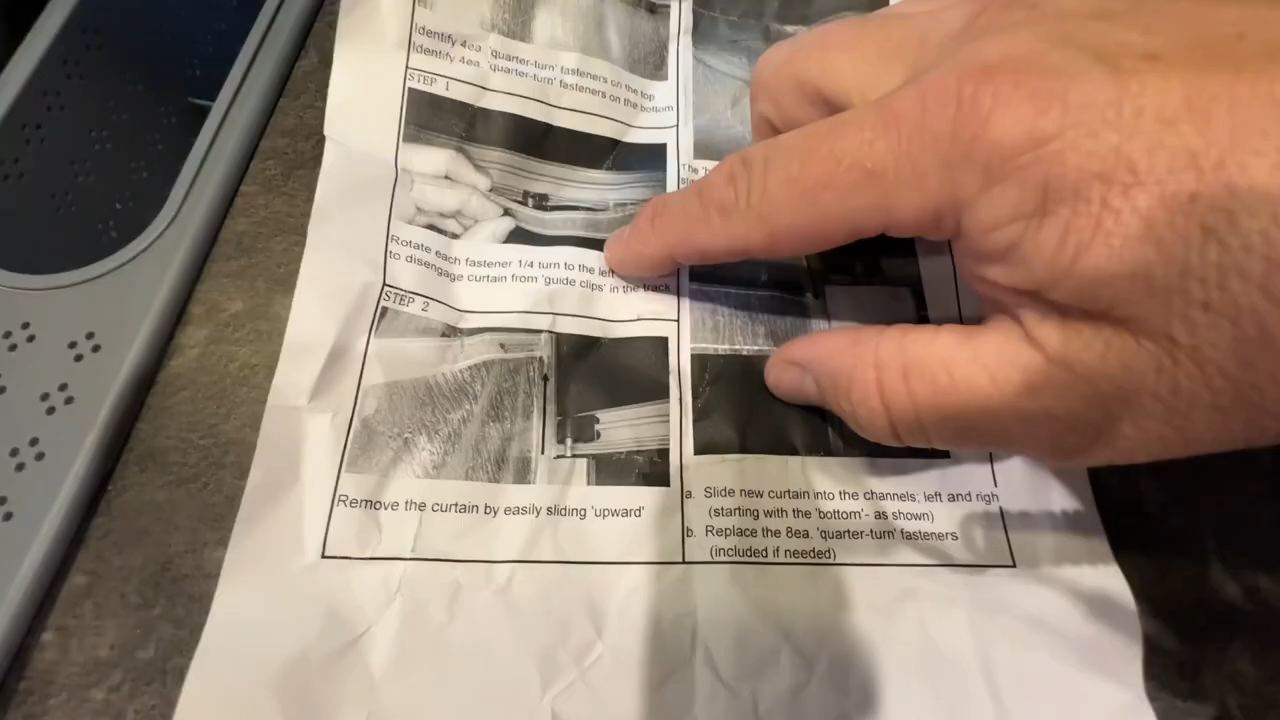 Identify 4ea 'quarter-turn' fasteners on the top
Identify 4ea. 'quarter-turn' fasteners on the bottom
STEP 1
Rotate each fastener 1/4 turn to the left
to disengage curtain from 'guide clips' in the track
STEP 2
Remove the curtain by easily sliding 'upward'
The
a. Slide new curtain into the channels; left and righ
(starting with the 'bottom'- as shown)
b. Replace the 8ea. 'quarter-turn' fasteners
(included if needed)